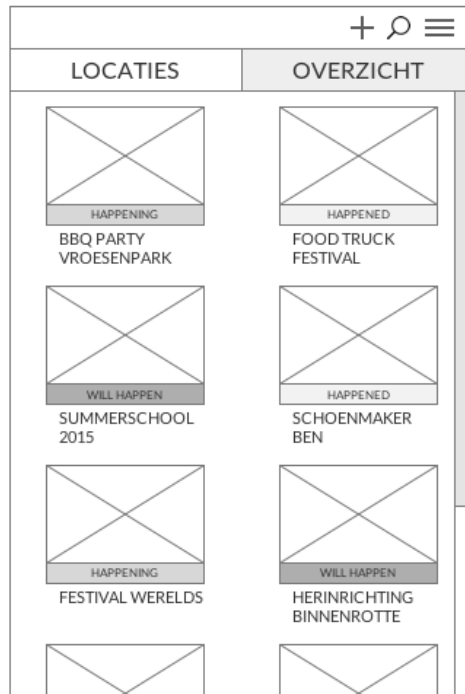 LOCATIES
OVERZICHT
HAPPENING
BBQ PARTY
VROESENPARK
HAPPENED
FOOD TRUCK
FESTIVAL
WILL HAPPEN
SUMMERSCHOOL
2015
HAPPENED
SCHOENMAKER
BEN
HAPPENING
FESTIVAL WERELDS
WILL HAPPEN
HERINRICHTING
BINNENROTTE